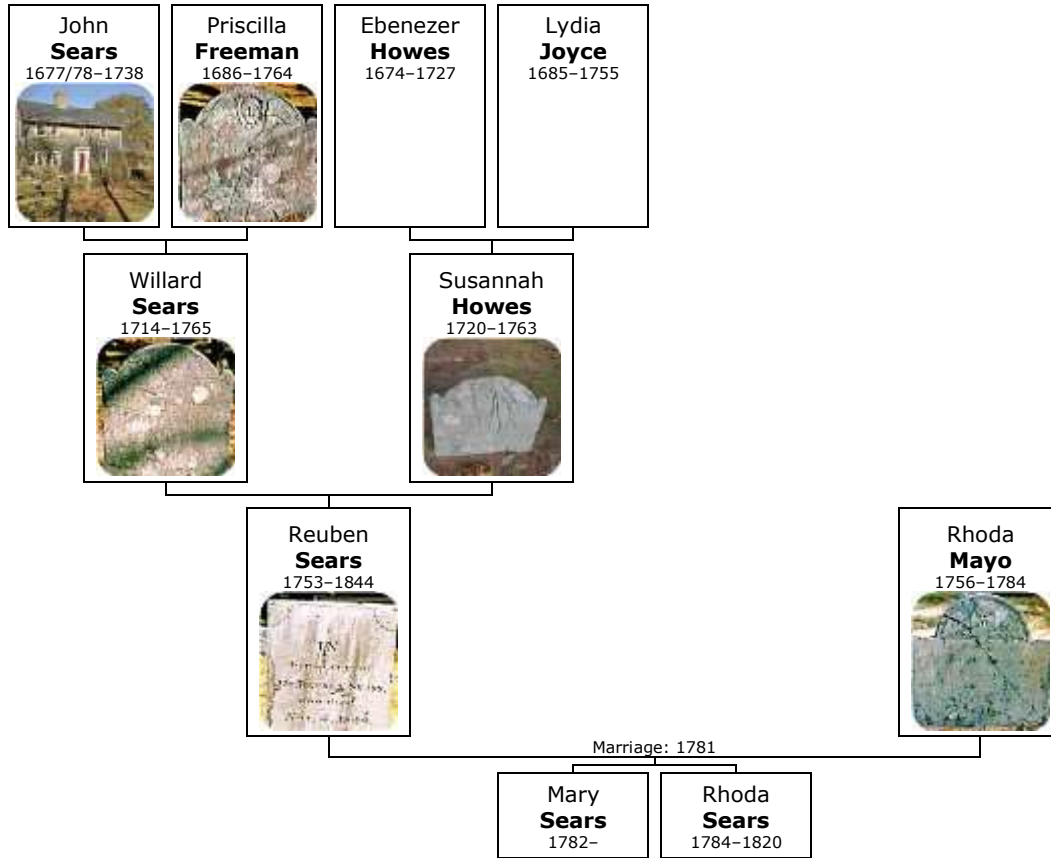 John
Sears
1677/78–1738
Priscilla
Freeman
1686–1764
Ebenezer
Howes
1674–1727
Lydia
Joyce
1685–1755
Willard
Sears
1714–1765
Susannah
Howes
1720–1763
Reuben
Sears
1753–1844
IN
Rhoda
Mayo
1756–1784
Marriage: 1781
Mary
Sears
1782–
Rhoda
Sears
1784–1820